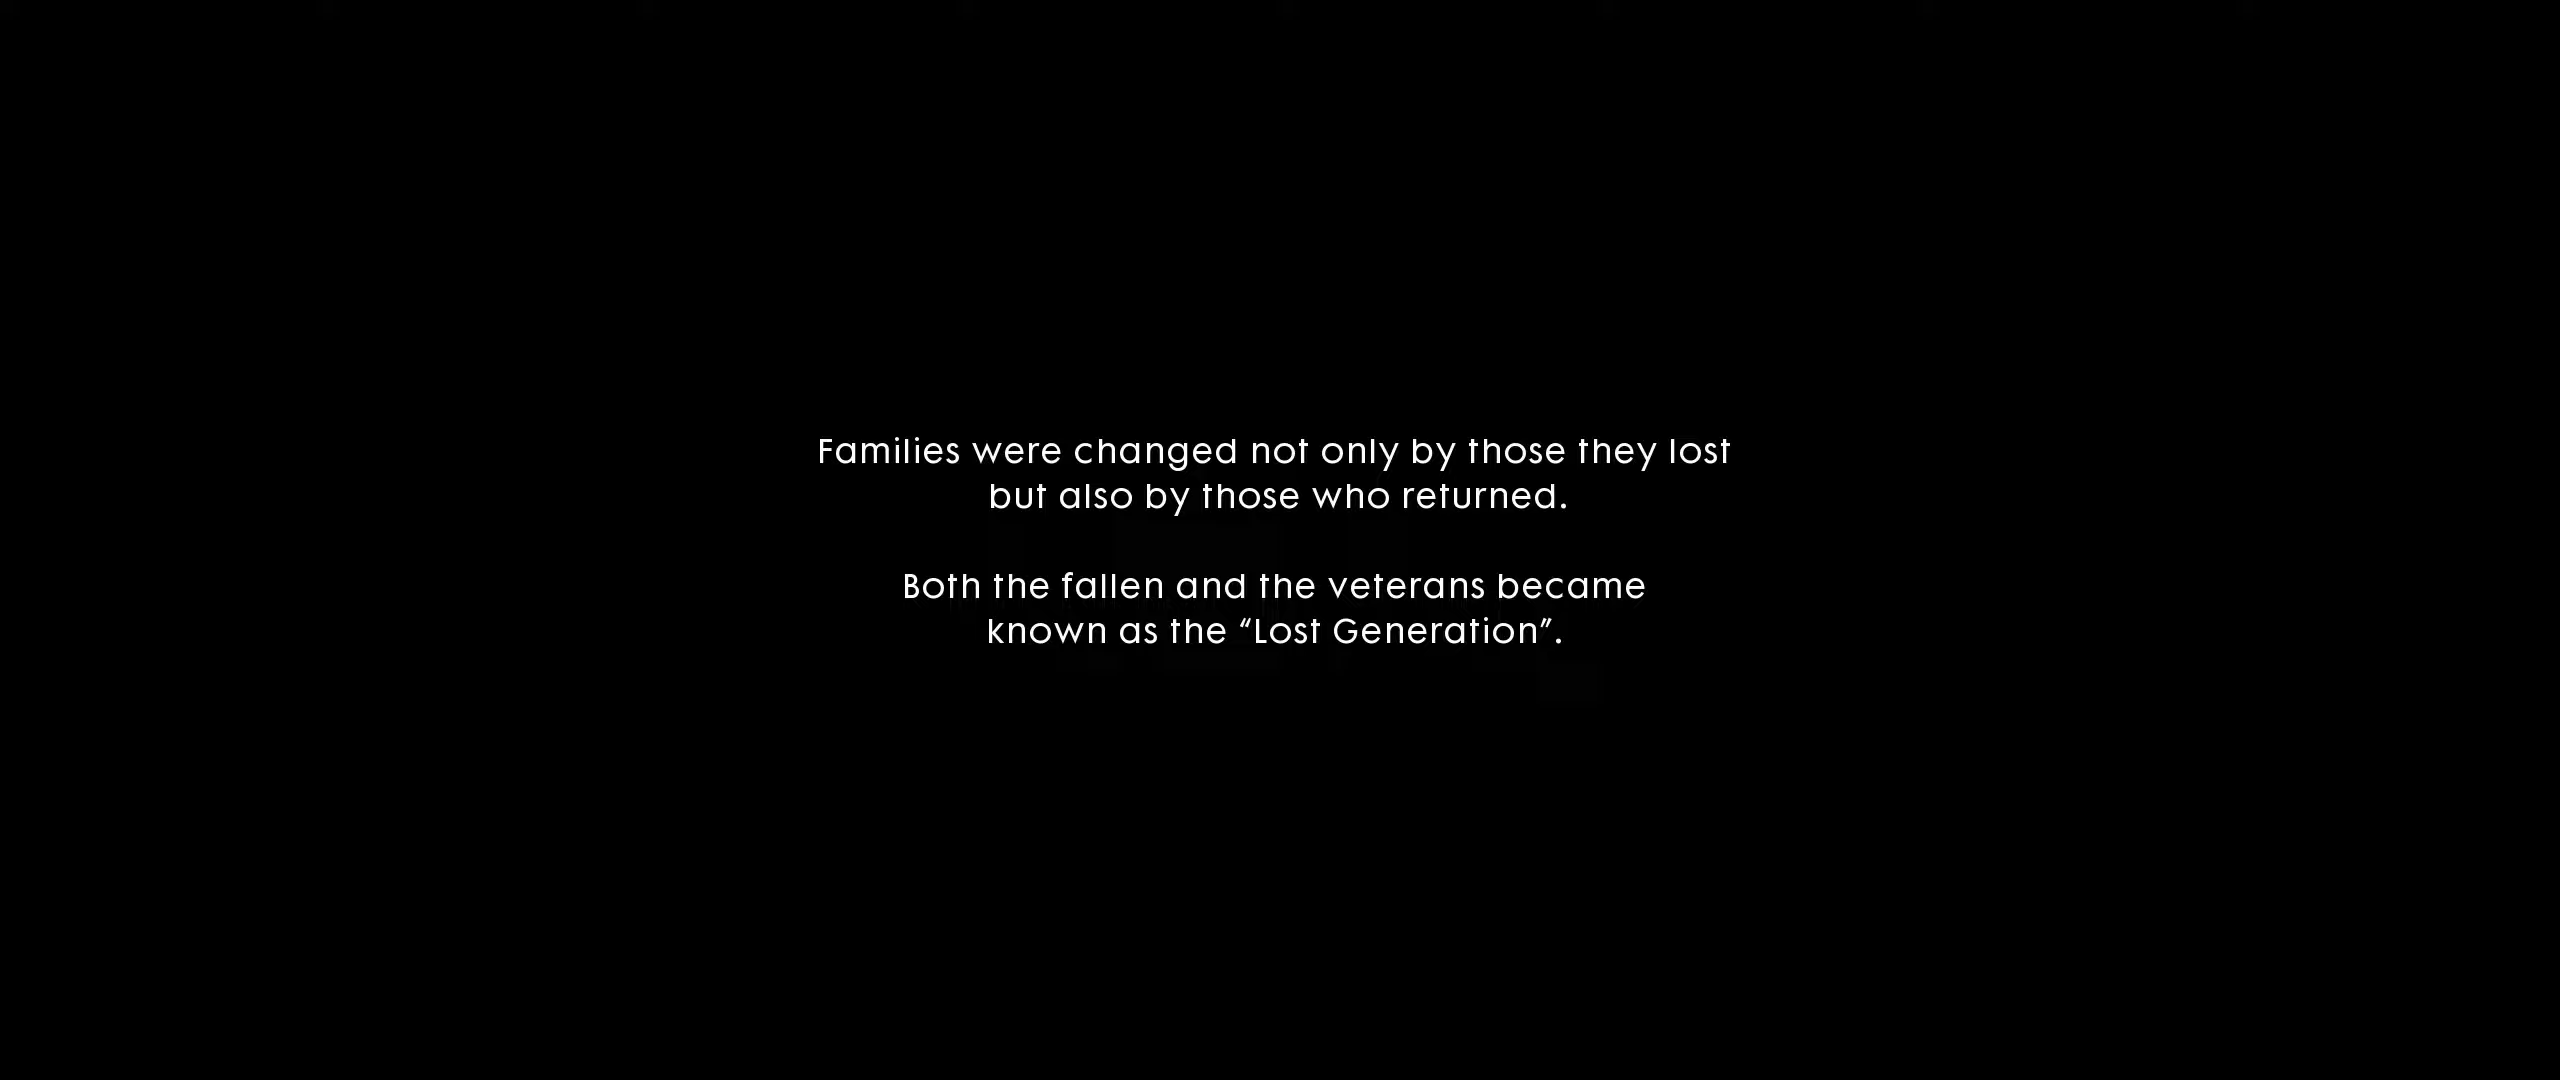 Families were changed not only by those they lost
but also by those who returned.
Both the fallen and the veterans became
known as the “Lost Generation”.